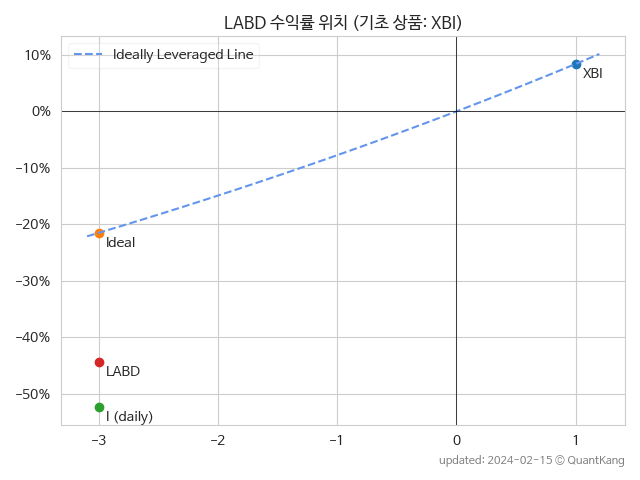 LABD 수익률 위치 (기초 상품: XBI)
Ideally Leveraged Line
10%
0%
−10%
−20%
−30%
−40%
−50%
XBI
Ideal
LABD
I (daily)
−3
−2
−1
0
1
updated: 2024-02-15 © QuantKang